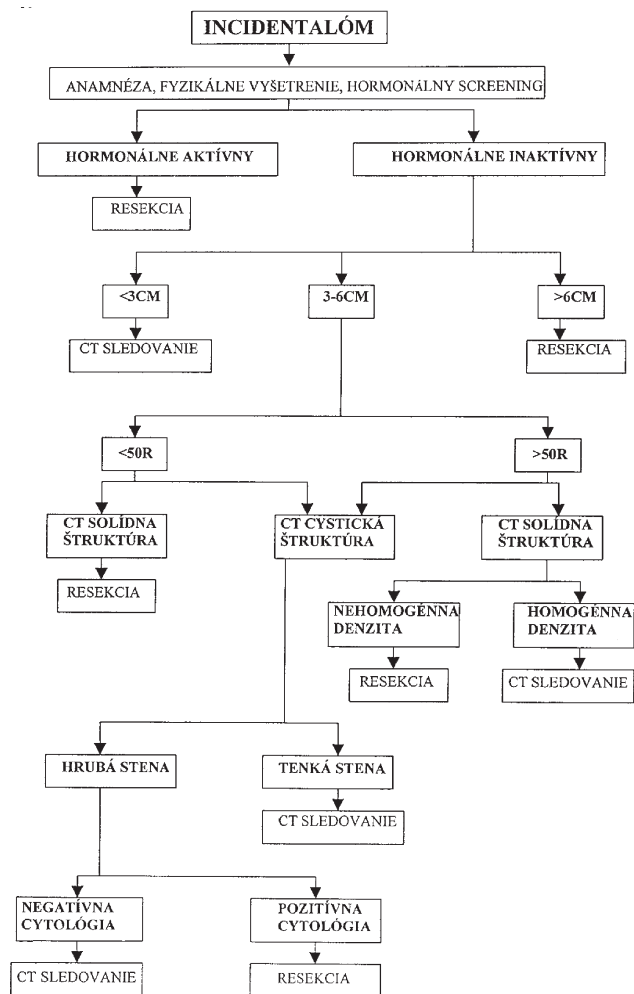 INCIDENTALÓM
ANAMNÉZA, FYZIKÁLNE VYŠETRENIE, HORMONÁLNY SCREENING
HORMONÁLNE AKTÍVNY
HORMONÁLNE INAKTÍVNY
RESEKCIA
<3CM
3-6CM
>6CM
CT SLEDOVANIE
RESEKCIA
<50R
>50R
CT SOLÍDNA
ŠTRUKTÚRA
CT CYSTICKÁ
ŠTRUKTÚRA
CT SOLÍDNA
ŠTRUKTÚRA
RESEKCIA
NEHOMOGÉNNA
DENZITA
HOMOGÉNNA
DENZITA
RESEKCIA
CT SLEDOVANIE
HRUBÁ STENA
TENKÁ STENA
CT SLEDOVANIE
NEGATÍVNA
CYTOLÓGIA
POZITÍVNA
CYTOLÓGIA
CT SLEDOVANIE
RESEKCIA